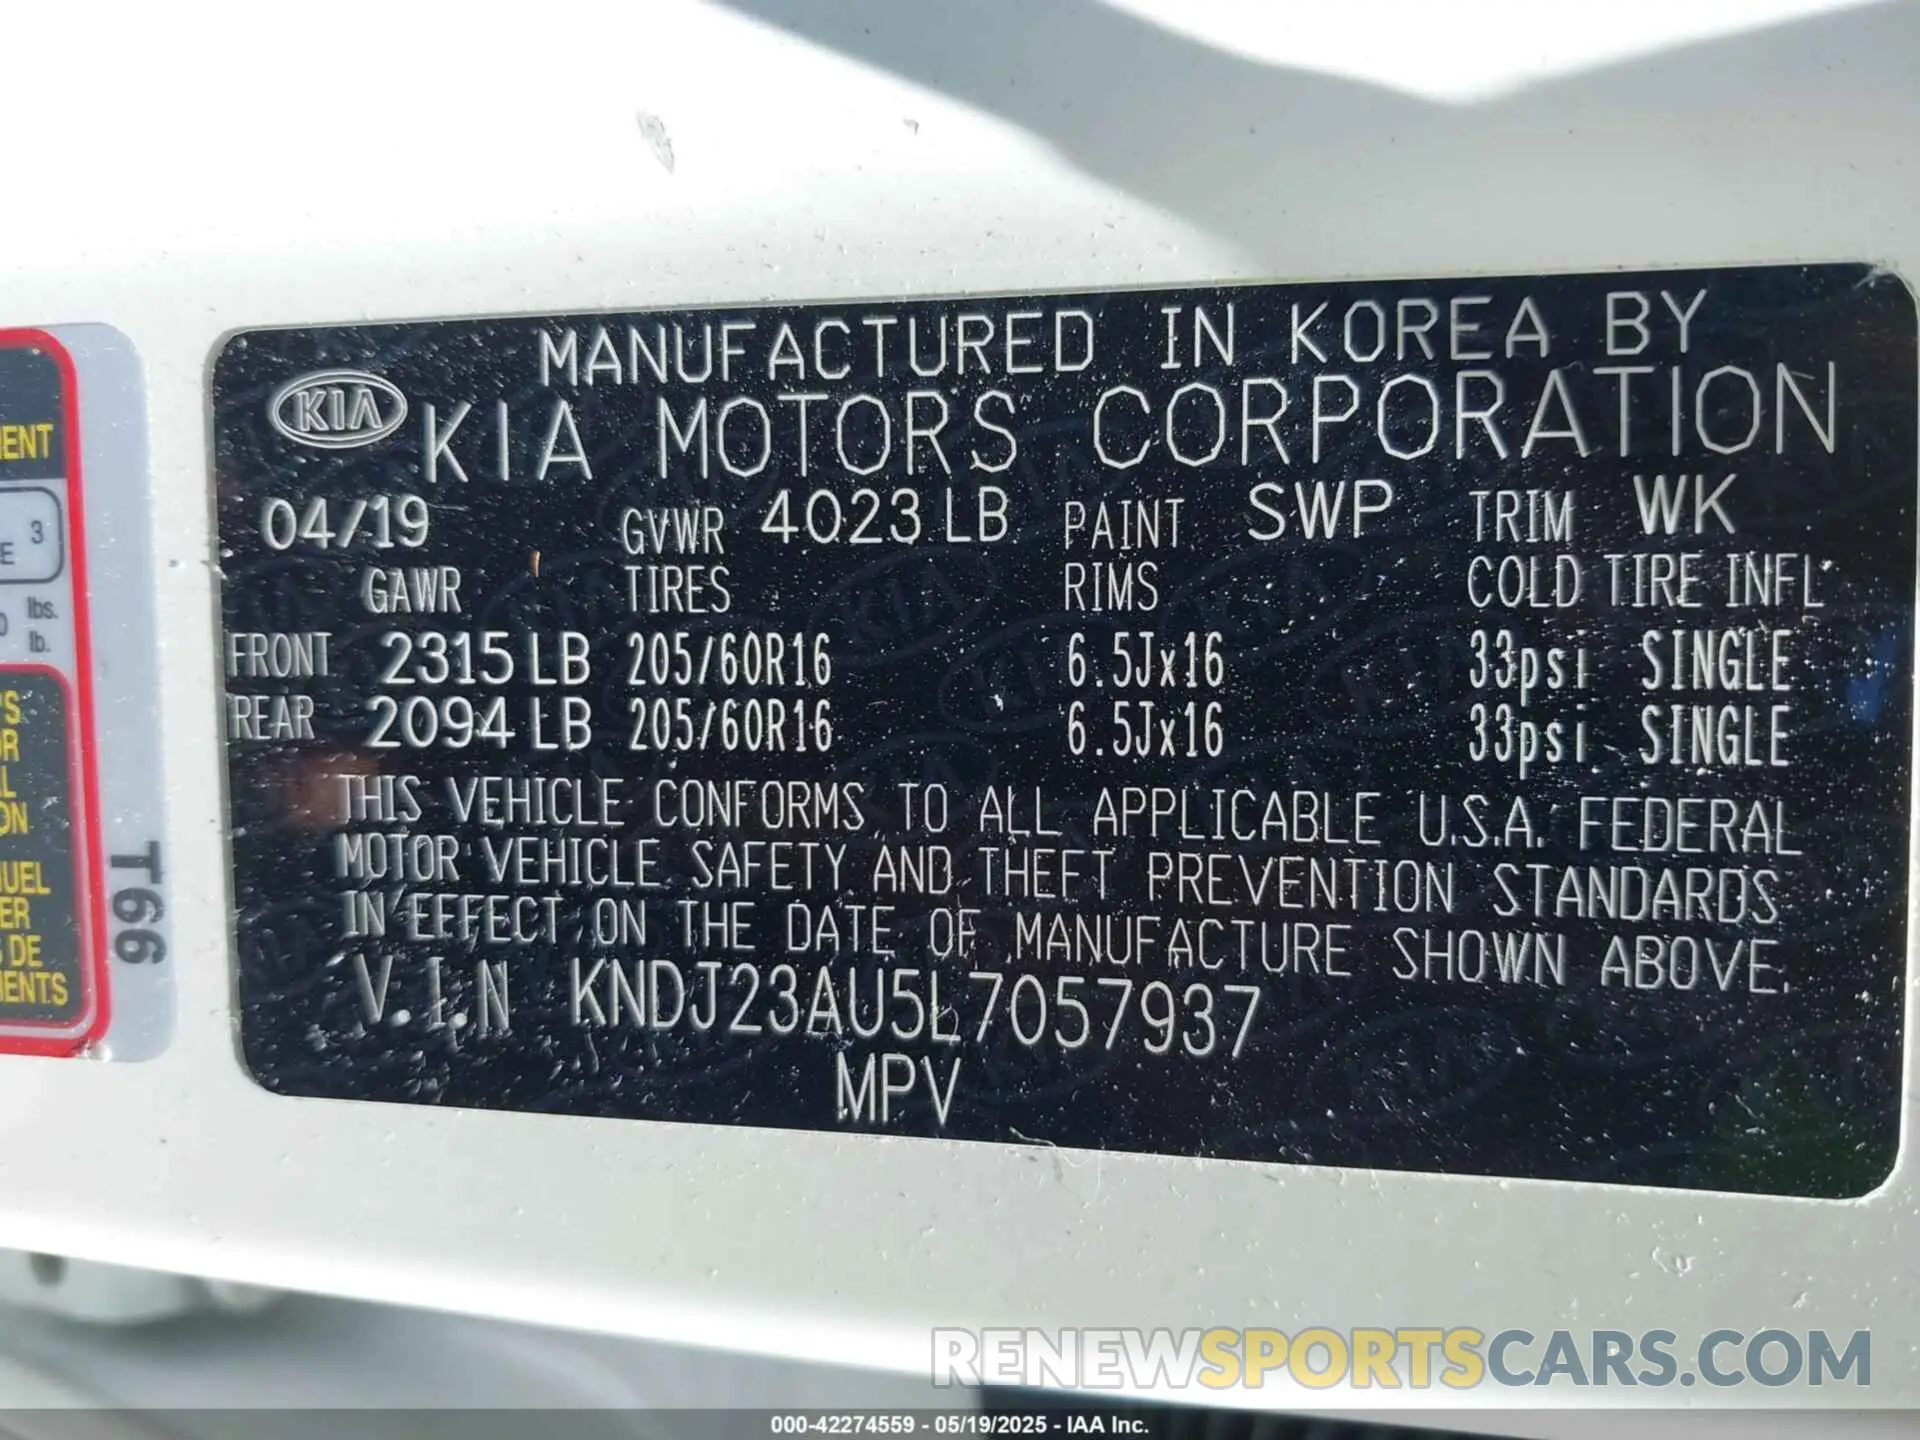 MANUFACTURED IN KOREA BY
KIA KIA MOTORS CORPORATION
04/19 GVWR 4023 LB PAINT SWP TRIM WK
GAWR TIRES RIMS COLD TIRE INFL
FRONT 2315 LB 205/60R16 6.5Jx16 33psi SINGLE
REAR 2094 LB 205/60R16 6.5Jx16 33psi SINGLE
THIS VEHICLE CONFORMS TO ALL APPLICABLE U.S.A. FEDERAL
MOTOR VEHICLE SAFETY AND THEFT PREVENTION STANDARDS
IN EFFECT ON THE DATE OF MANUFACTURE SHOWN ABOVE.
V.I.N KNDJ23AU5L7057937
MPV
3
lbs.
lb.
DE
T66
RENEWSPORTSCARS.COM
000-42274559 - 05/19/2025 - IAA Inc.